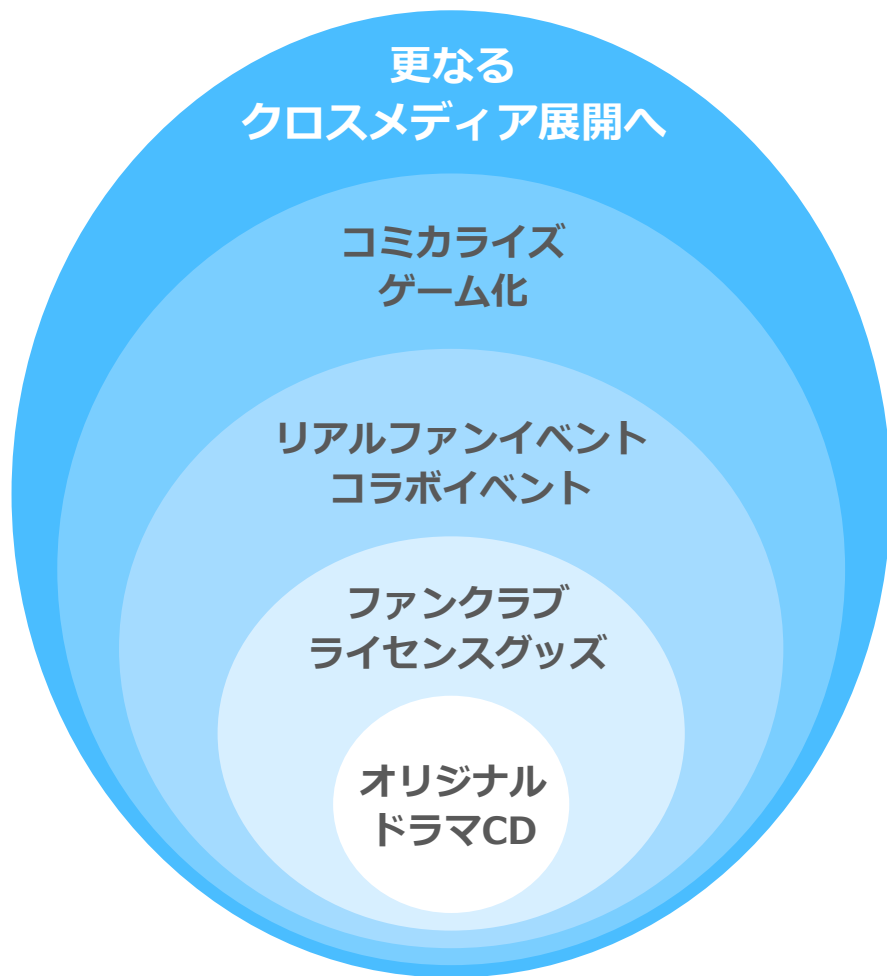 更なる
クロスメディア展開へ
コミカライズ
ゲーム化
リアルファンイベント
コラボイベント
ファンクラブ
ライセンスグッズ
オリジナル
ドラマCD